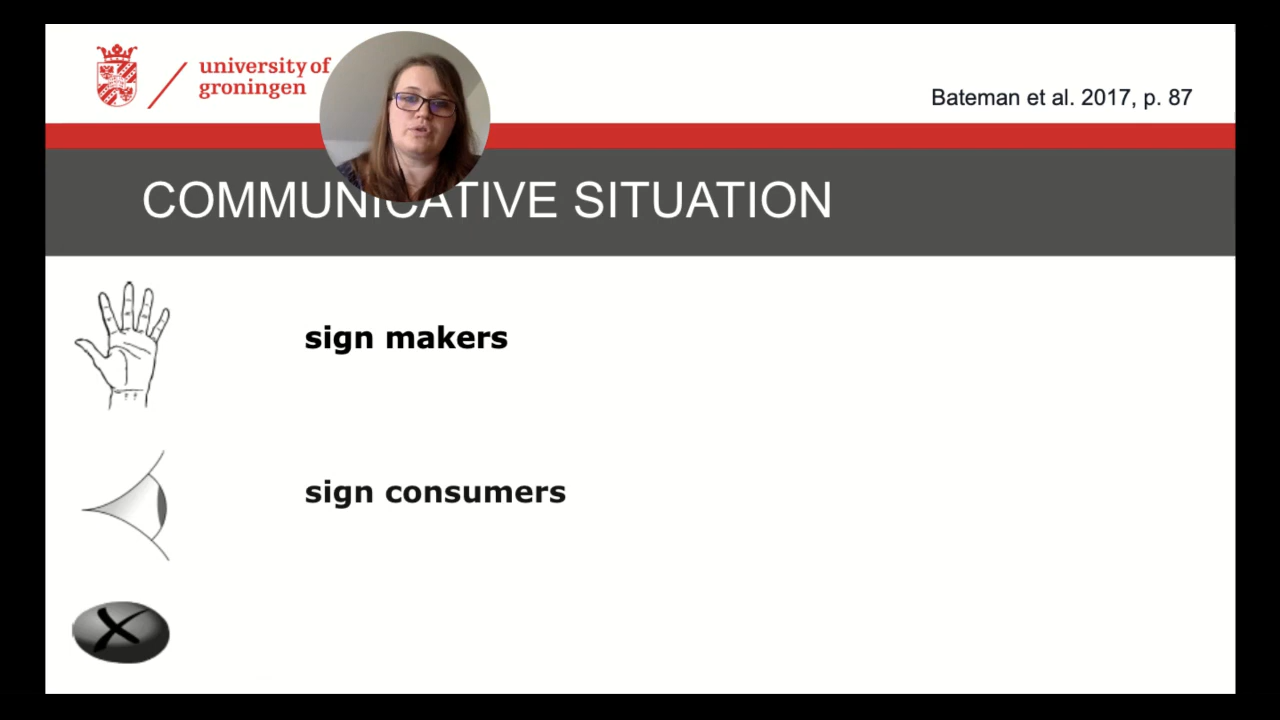 university of
groningen
Bateman et al. 2017, p. 87
COMMUNICATIVE SITUATION
sign makers
sign consumers